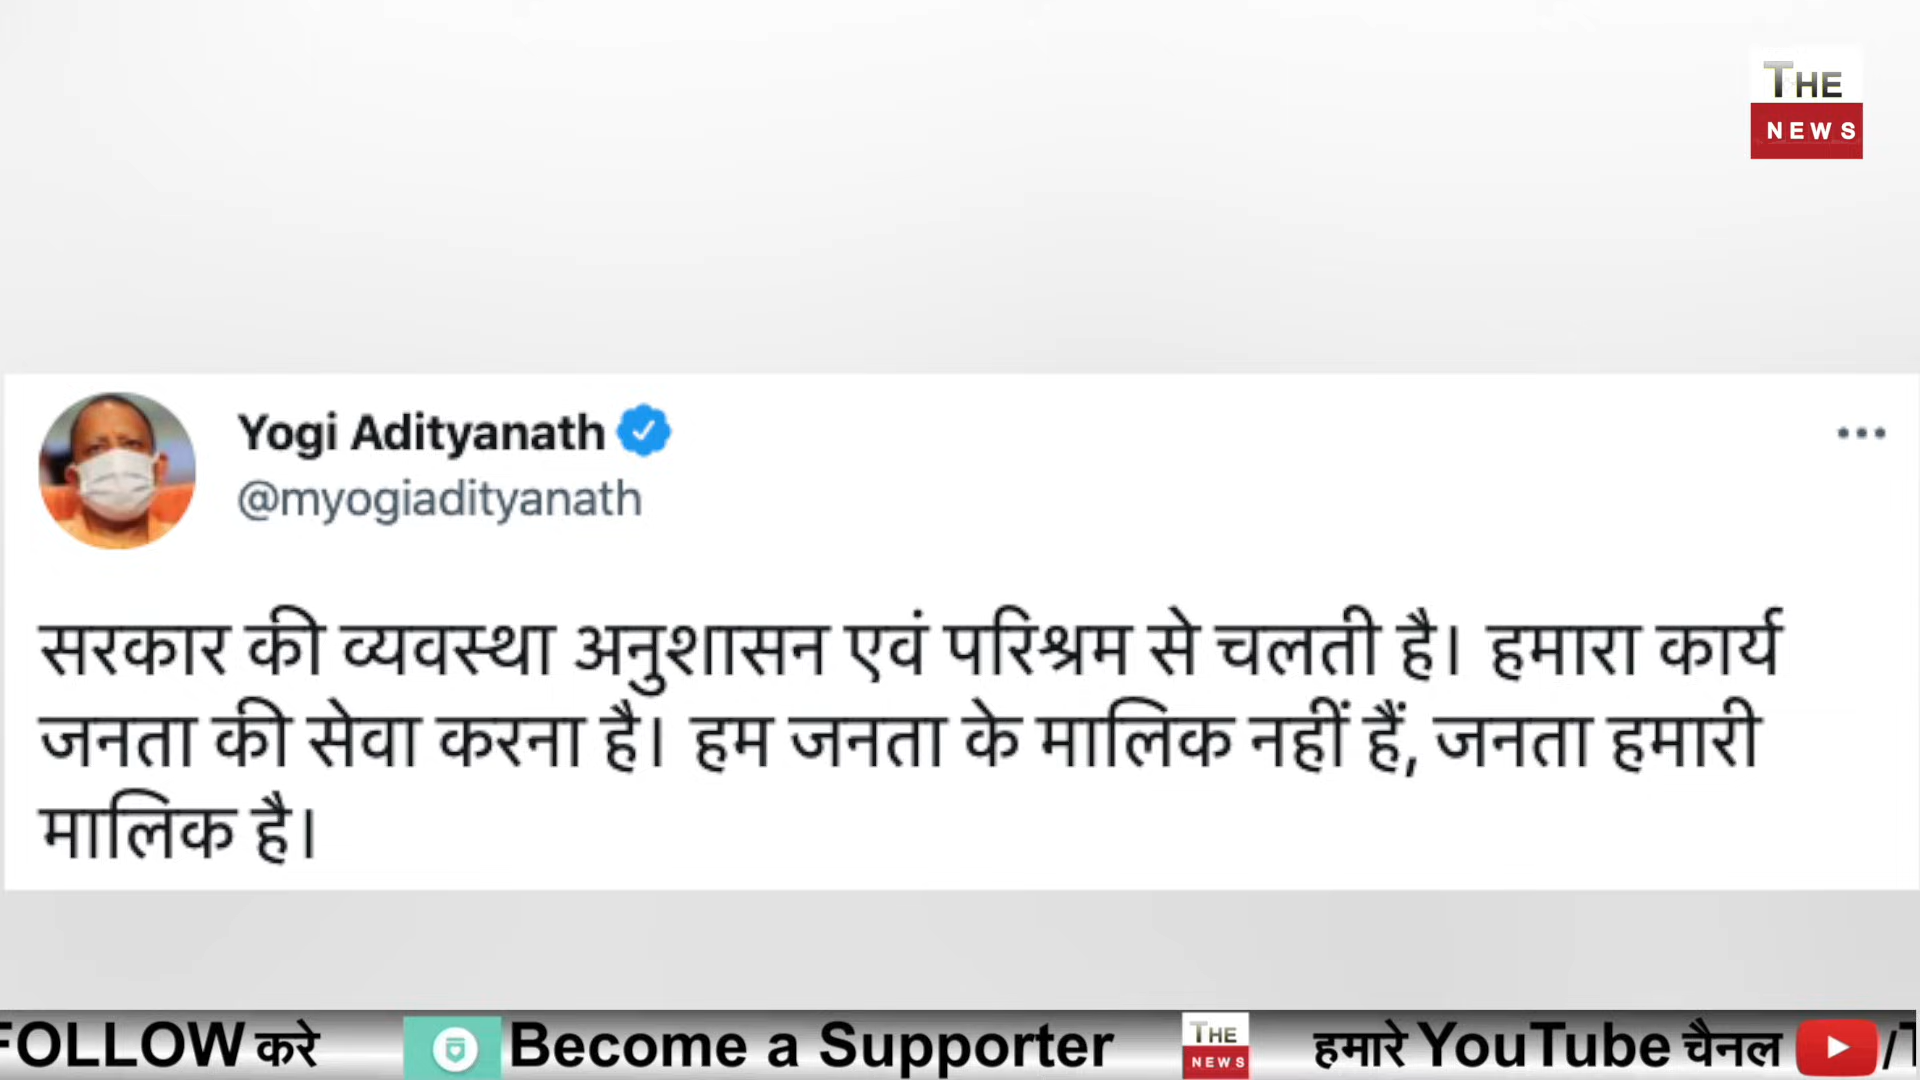 THE
NEWS
Yogi Adityanath
@myogiadityanath
सरकार की व्यवस्था अनुशासन एवं परिश्रम से चलती है। हमारा कार्य
जनता की सेवा करना है। हम जनता के मालिक नहीं हैं, जनता हमारी
मालिक है।
FOLLOW करे Become a Supporter THE NEWS हमारे YouTube चैनल /T